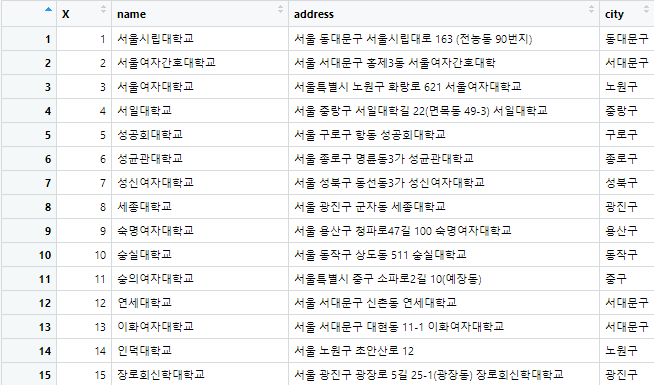 X name address city
1 1 서울시립대학교 서울 동대문구 서울시립대로 163 (전농동 90번지) 동대문구
2 2 서울여자간호대학교 서울 서대문구 홍제3동 서울여자간호대학 서대문구
3 3 서울여자대학교 서울특별시 노원구 화랑로 621 서울여자대학교 노원구
4 4 서일대학교 서울 중랑구 서일대학길 22(면목동 49-3) 서일대학교 중랑구
5 5 성공회대학교 서울 구로구 항동 성공회대학교 구로구
6 6 성균관대학교 서울 종로구 명륜동3가 성균관대학교 종로구
7 7 성신여자대학교 서울 성북구 동선동3가 성신여자대학교 성북구
8 8 세종대학교 서울 광진구 군자동 세종대학교 광진구
9 9 숙명여자대학교 서울 용산구 청파로47길 100 숙명여자대학교 용산구
10 10 숭실대학교 서울 동작구 상도동 511 숭실대학교 동작구
11 11 숭의여자대학교 서울특별시 중구 소파로2길 10(예장동) 중구
12 12 연세대학교 서울 서대문구 신촌동 연세대학교 서대문구
13 13 이화여자대학교 서울 서대문구 대현동 11-1 이화여자대학교 서대문구
14 14 인덕대학교 서울 노원구 초안산로 12 노원구
15 15 장로회신학대학교 서울 광진구 광장로 5길 25-1(광장동) 장로회신학대학교 광진구